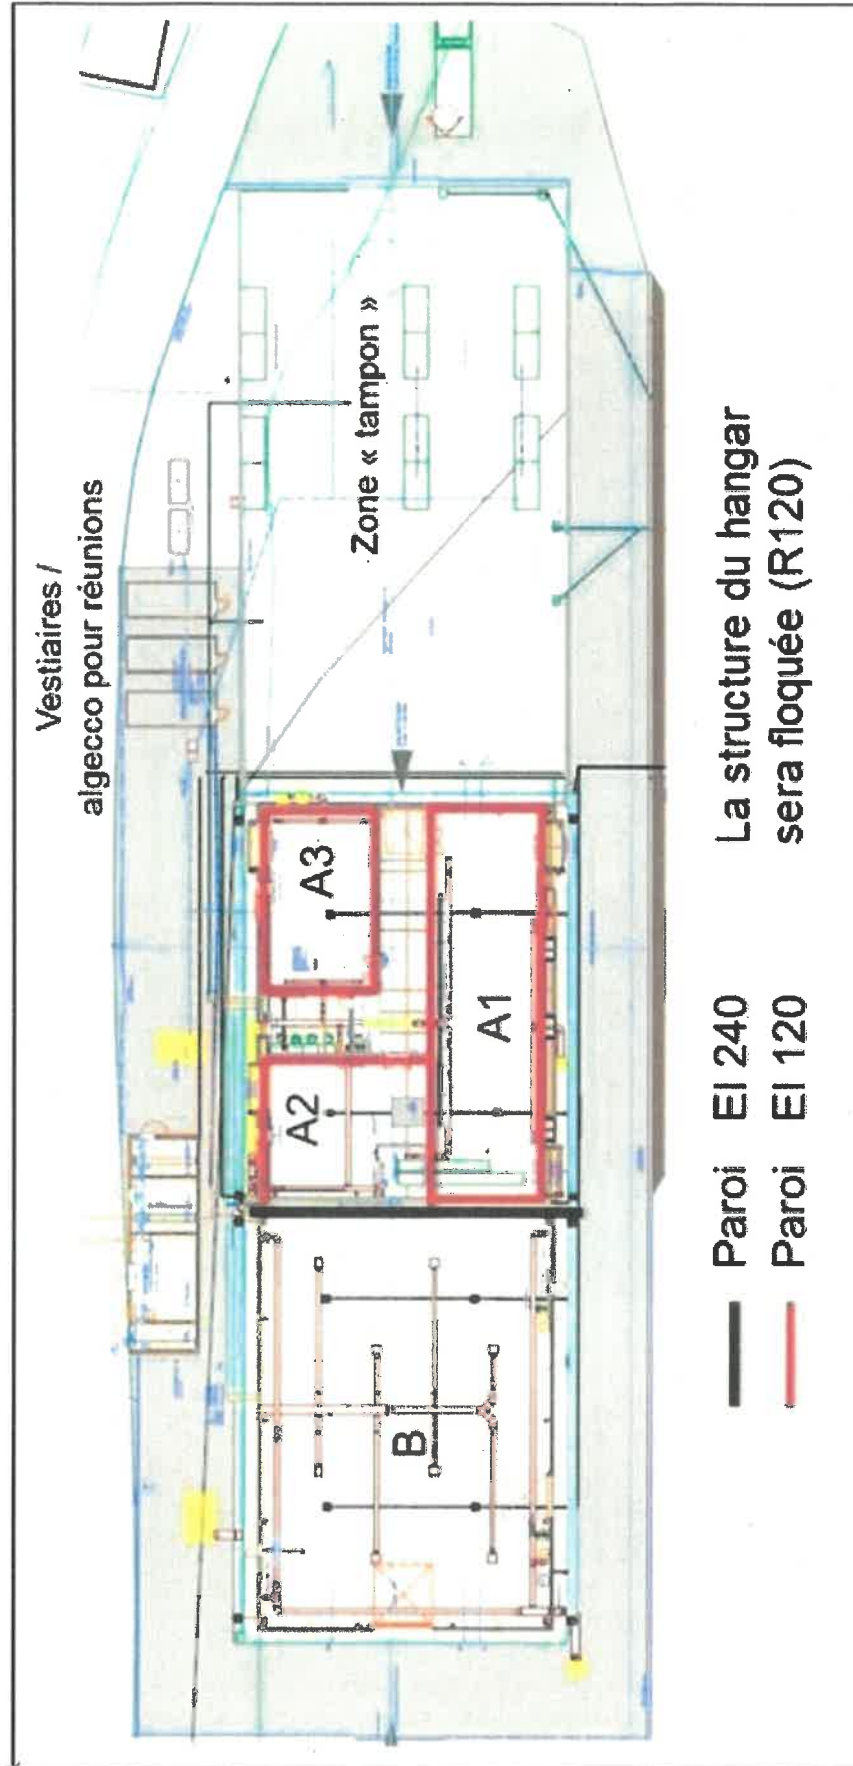 Vestiaires /
algecco pour réunions
Zone « tampon »
A3
A2
A1
B
Paroi EI 240
Paroi EI 120
La structure du hangar
sera floquée (R120)